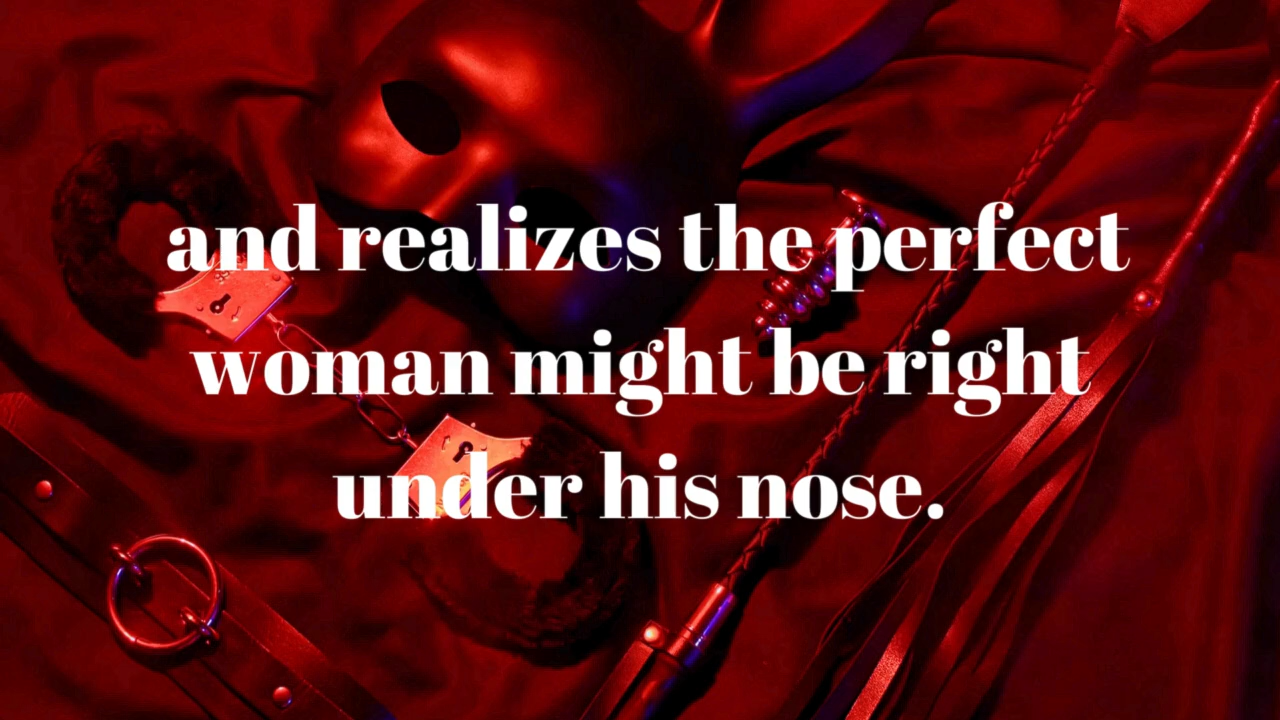 and realizes the perfect
woman might be right
under his nose.